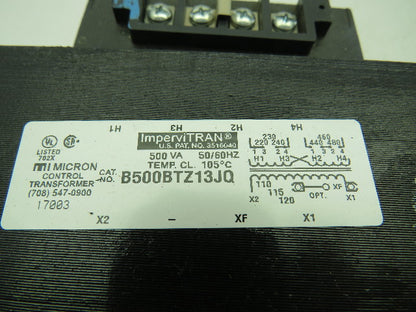 H1 H3 H2 H4
UL LISTED 702X
ImperviTRAN®
U.S. PAT. NO. 3516040
500 VA 50/60HZ
TEMP. CL. 105°C
MICRON
CONTROL
TRANSFORMER
(708) 547-0900
17003
CAT. NO. B500BTZ13JQ
230 460
220 240 440 480
1 2 3 4 1 2 3 4
H1 H3 H2 H4
110
115
120
X2 OPT. XF X1
X2 – XF X1